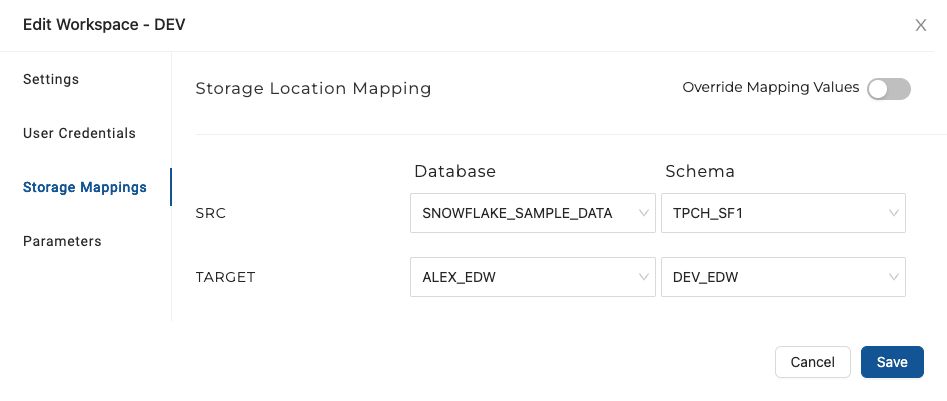 Edit Workspace - DEV
Settings
User Credentials
Storage Mappings
Parameters
Storage Location Mapping
Override Mapping Values
Database Schema
SRC SNOWFLAKE_SAMPLE_DATA TPCH_SF1
TARGET ALEX_EDW DEV_EDW
Cancel Save